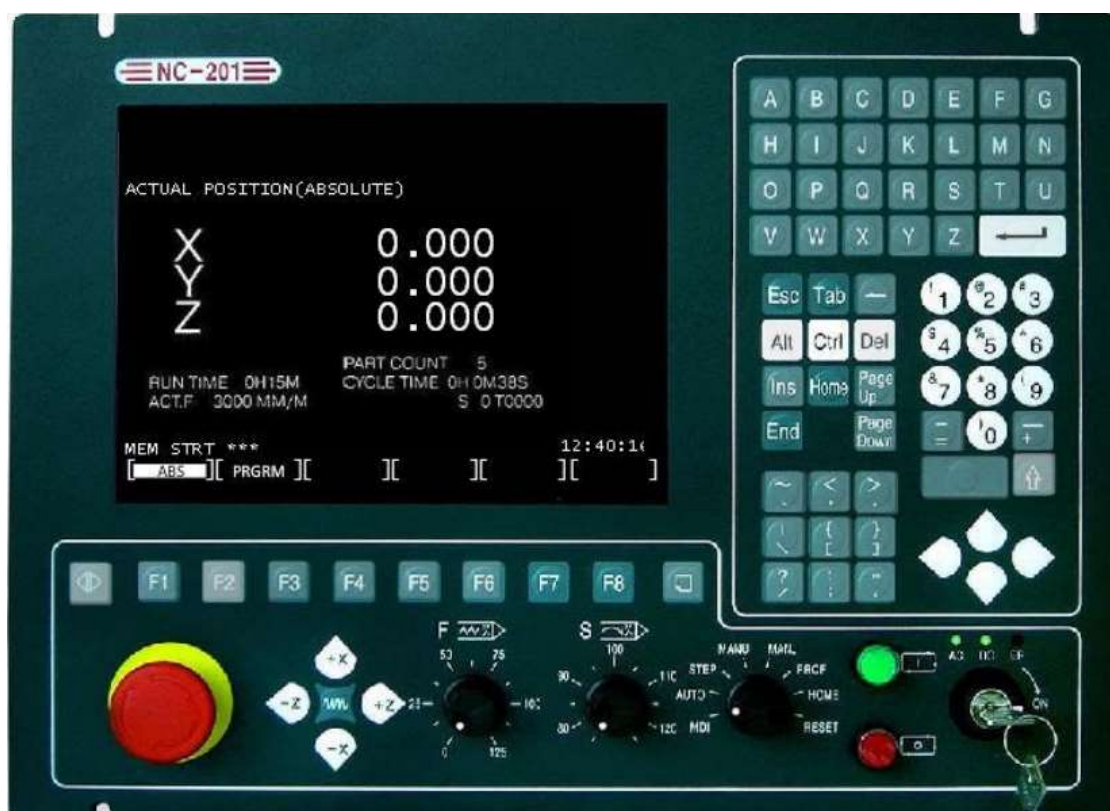 NC-201
ACTUAL POSITION(ABSOLUTE)
X 0.000
Y 0.000
Z 0.000
PART COUNT 5
RUN TIME 0H15M CYCLE TIME 0H 0M38S
ACT.F 3000 MM/M S 0 T0000
MEM STRT *** 12:40:1
[ ABS ][ PRGRM ][ ][ ][ ][ ]
A B C D E F G
H I J K L M N
O P Q R S T U
V W X Y Z
Esc Tab
! 1 @ 2 # 3
Alt Ctrl Del
$ 4 % 5 ^ 6
Ins Home Page Up
& 7 * 8 ( 9
End Page Down
_ = ) 0 — +
~ < >
| { }
\ [ ]
? : "
/ ; ,
F1 F2 F3 F4 F5 F6 F7 F8
F
50 75
25 100
0 125
S
100
90 110
80 120
MANU
STEP
AUTO HOME
MDI RESET
+X
-Z +Z
-X
I
O
ON